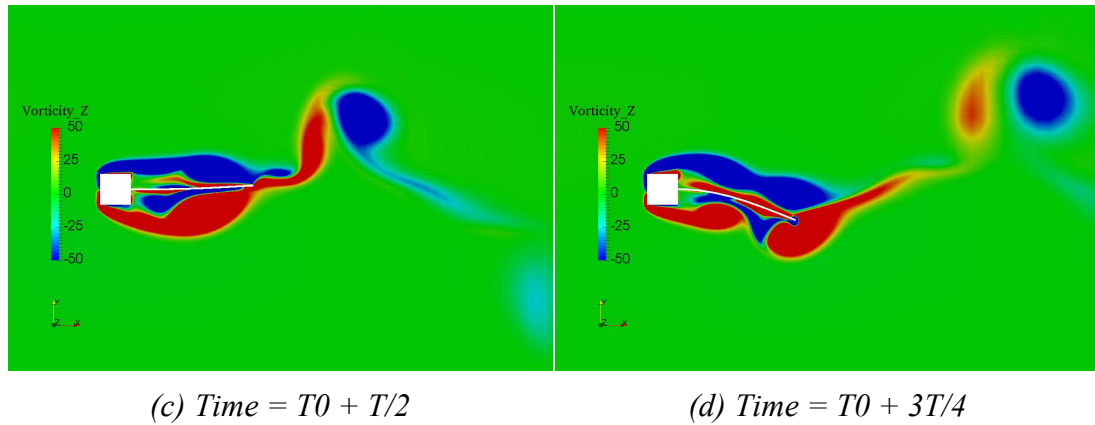 Vorticity_Z
50
25
0
-25
-50
Y
Z X
Vorticity_Z
50
25
0
-25
-50
Y
Z X
(c) Time = T0 + T/2
(d) Time = T0 + 3T/4